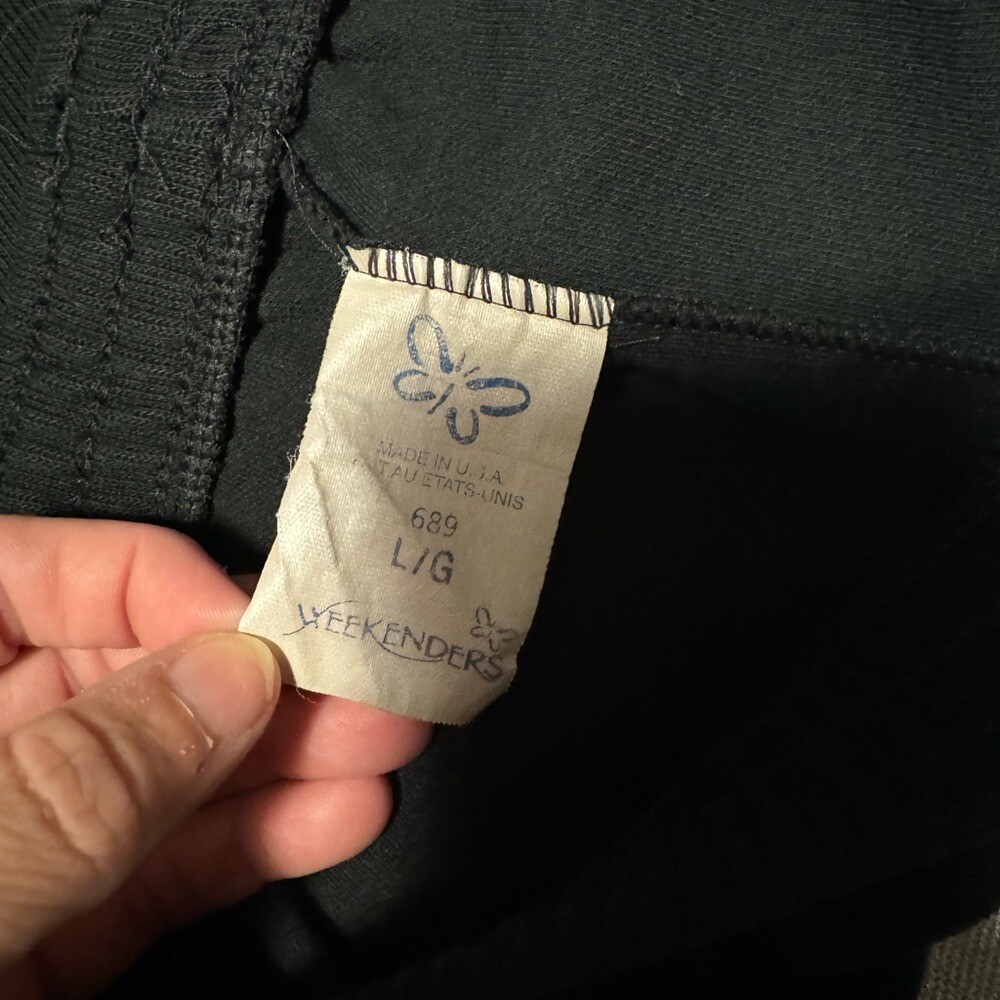 MADE IN U.S.A.
AU ETATS-UNIS
689
L/G
WEEKENDERS